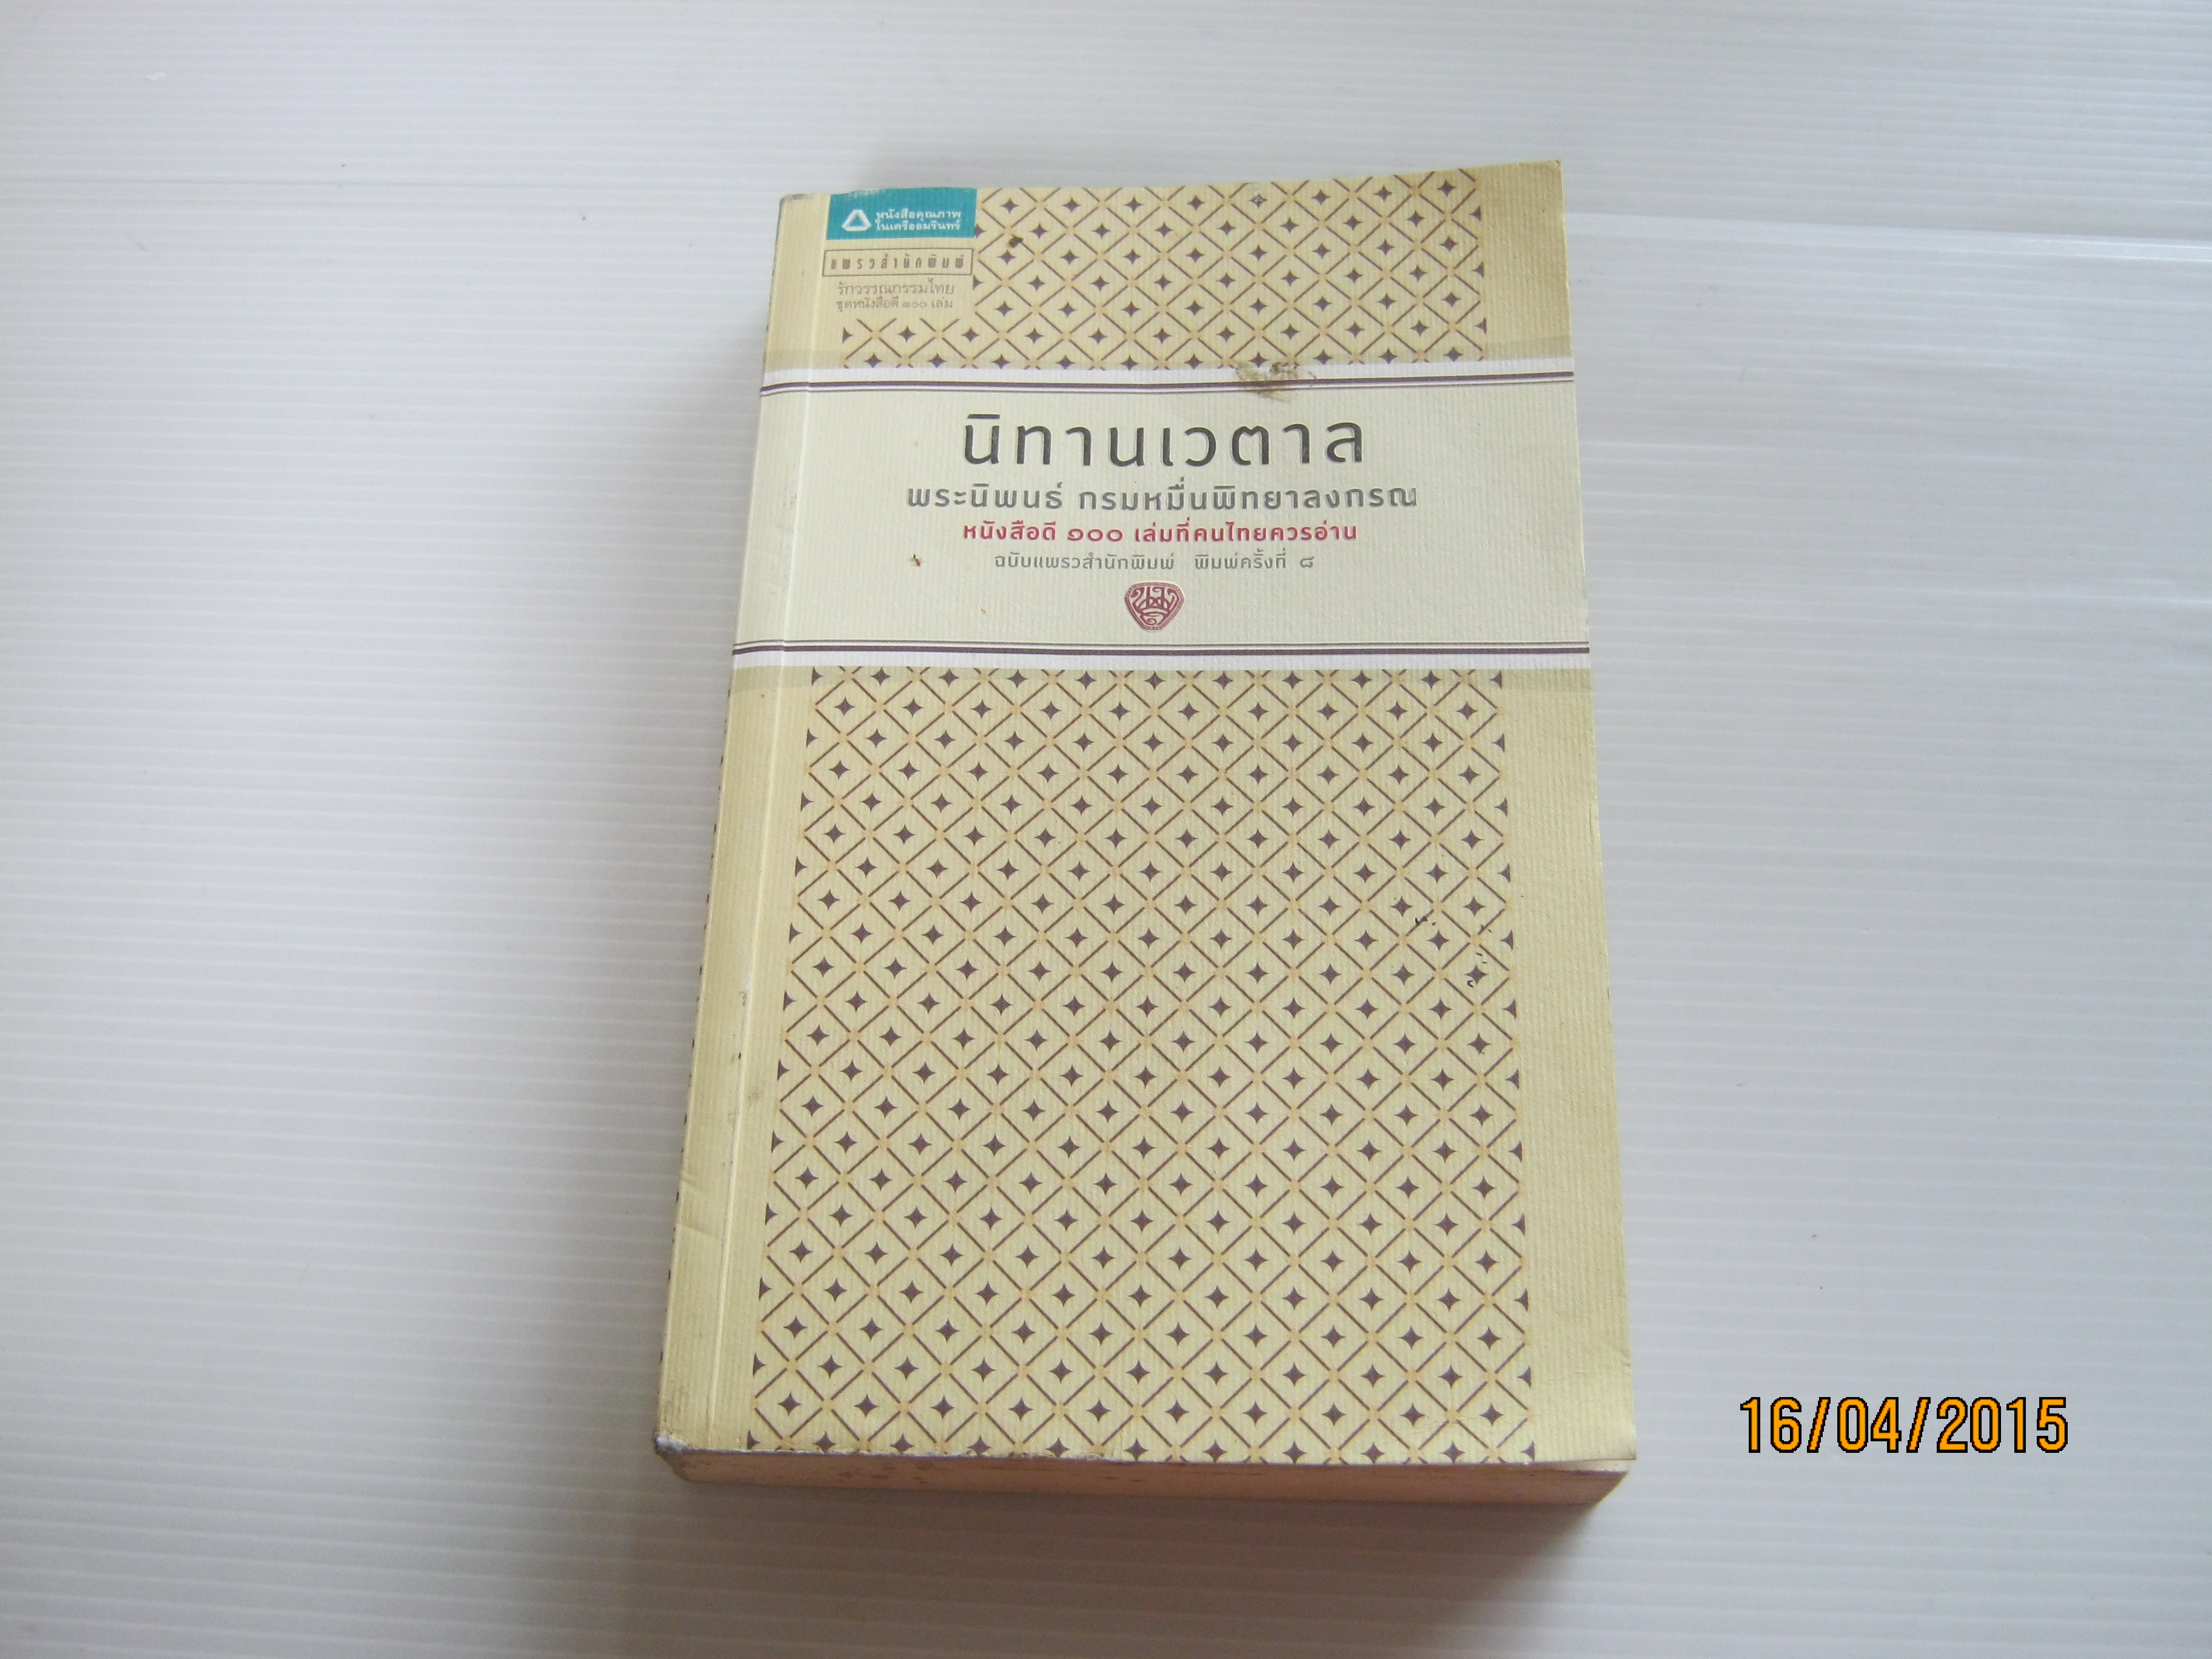 หนังสือคุณภาพ
ในเครืออมรินทร์
แพรวสำนักพิมพ์
รักวรรณกรรมไทย
ชุดหนังสือดี ๑๐๐ เล่ม
นิทานเวตาล
พระนิพนธ์ กรมหมื่นพิทยาลงกรณ
หนังสือดี ๑๐๐ เล่มที่คนไทยควรอ่าน
ฉบับแพรวสำนักพิมพ์ พิมพ์ครั้งที่ ๘
16/04/2015